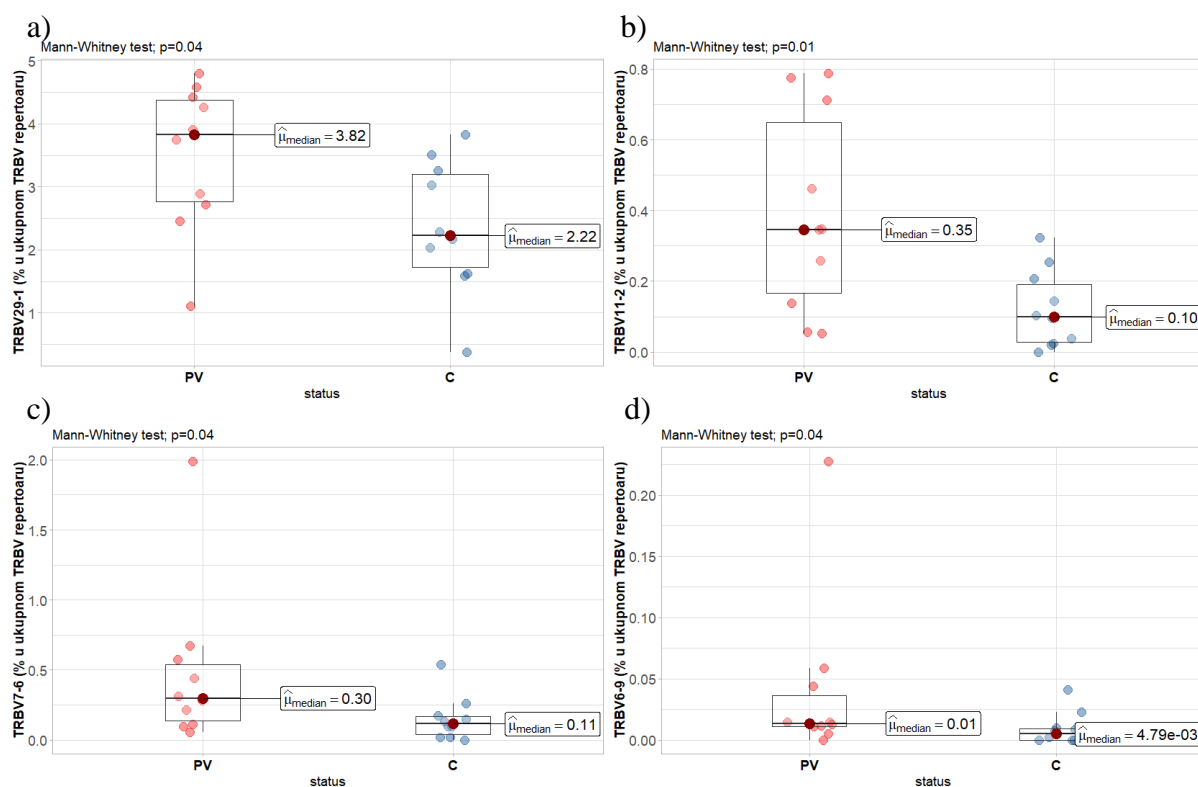 a)
Mann-Whitney test; p=0.04
TRBV29-1 (% u ukupnom TRBV repertoaru)
5
4
3
2
1
μ̂median = 3.82
μ̂median = 2.22
PV
C
status
b)
Mann-Whitney test; p=0.01
TRBV11-2 (% u ukupnom TRBV repertoaru)
0.8
0.6
0.4
0.2
0.0
μ̂median = 0.35
μ̂median = 0.10
PV
C
status
c)
Mann-Whitney test; p=0.04
TRBV7-6 (% u ukupnom TRBV repertoaru)
2.0
1.5
1.0
0.5
0.0
μ̂median = 0.30
μ̂median = 0.11
PV
C
status
d)
Mann-Whitney test; p=0.04
TRBV6-9 (% u ukupnom TRBV repertoaru)
0.20
0.15
0.10
0.05
0.00
μ̂median = 0.01
μ̂median = 4.79e-03
PV
C
status